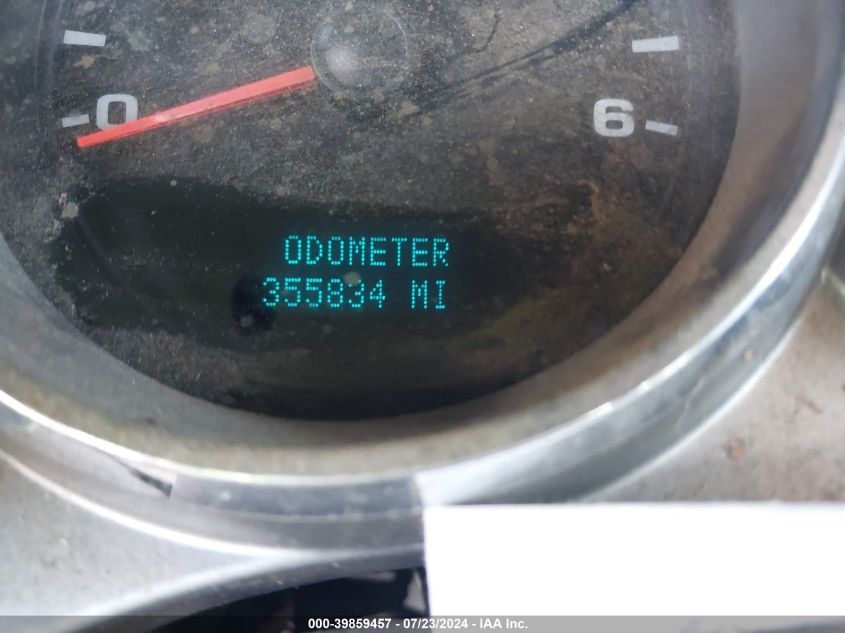 0
6
ODOMETER
355834 MI
000-39859457 - 07/23/2024 - IAA Inc.